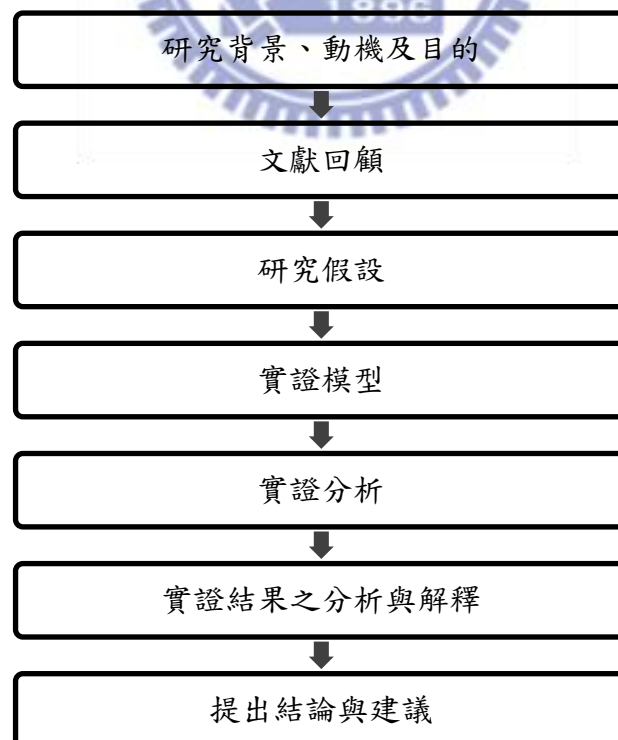 1896
研究背景、動機及目的
文獻回顧
研究假設
實證模型
實證分析
實證結果之分析與解釋
提出結論與建議